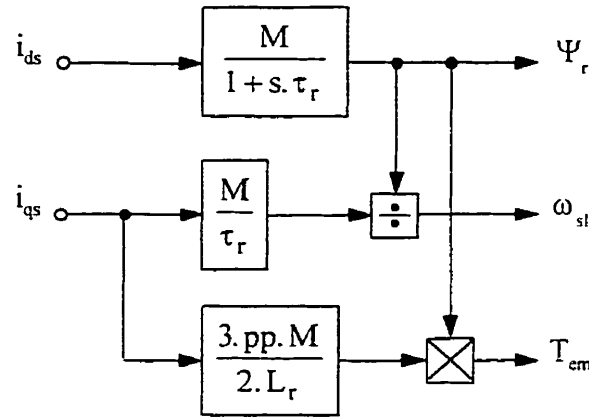 i_ds
M
1 + s. τ_r
Ψ_r
i_qs
M
τ_r
÷
ω_sl
3. pp. M
2. L_r
T_em